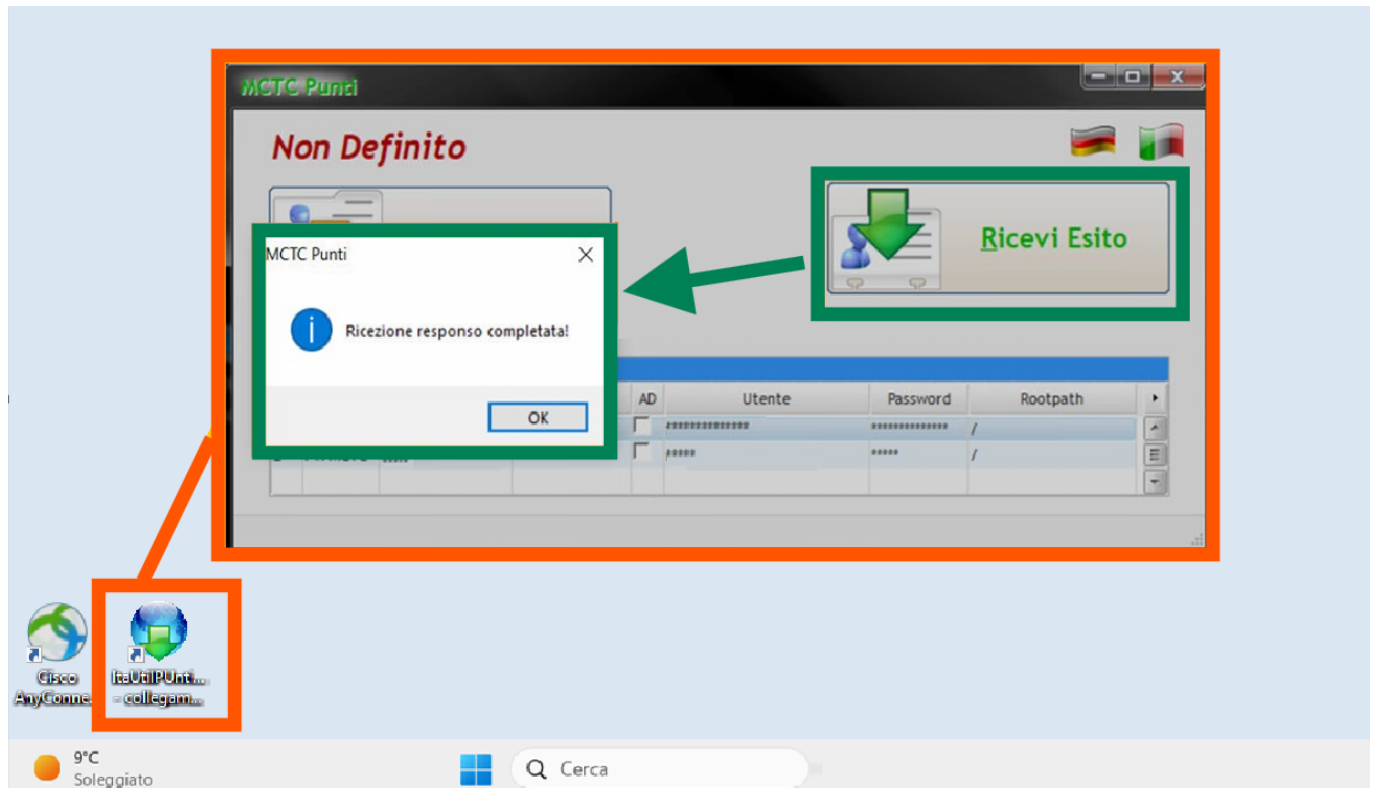 MCTC Punti
Non Definito
Ricevi Esito
MCTC Punti
Ricezione responso completata!
OK
AD Utente Password Rootpath
************** ************** /
***** ***** /
Cisco
AnyConne...
ItaUtilPUnti...
- collegam...
9°C
Soleggiato
Cerca